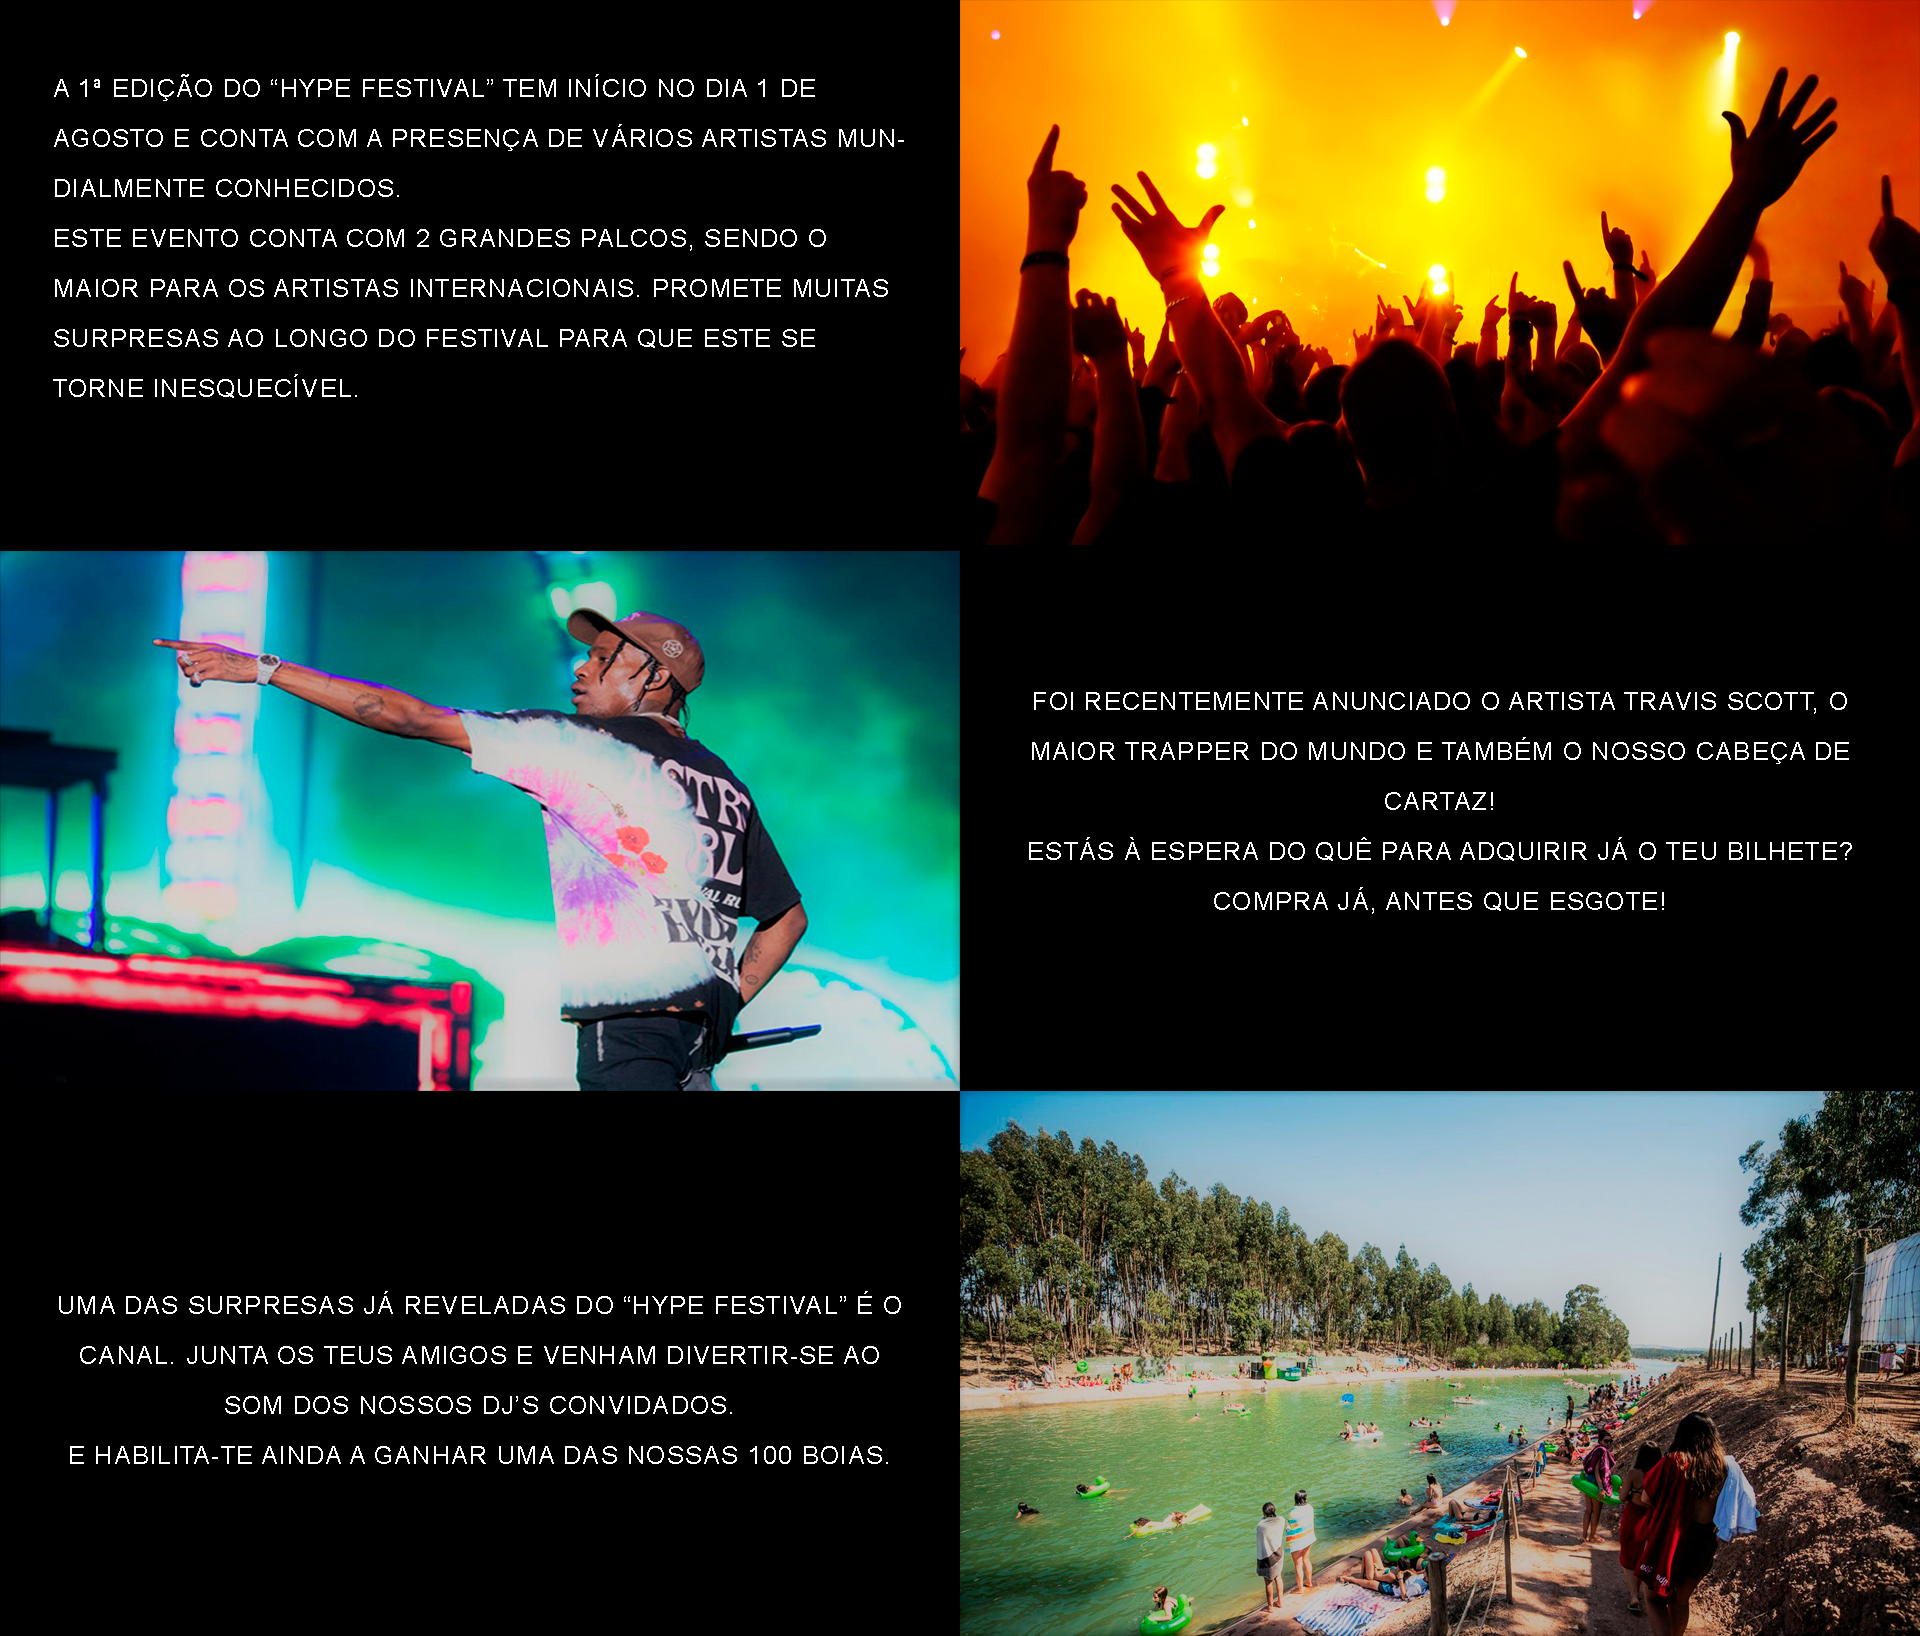 A 1ª EDIÇÃO DO “HYPE FESTIVAL” TEM INÍCIO NO DIA 1 DE
AGOSTO E CONTA COM A PRESENÇA DE VÁRIOS ARTISTAS MUN-
DIALMENTE CONHECIDOS.
ESTE EVENTO CONTA COM 2 GRANDES PALCOS, SENDO O
MAIOR PARA OS ARTISTAS INTERNACIONAIS. PROMETE MUITAS
SURPRESAS AO LONGO DO FESTIVAL PARA QUE ESTE SE
TORNE INESQUECÍVEL.
FOI RECENTEMENTE ANUNCIADO O ARTISTA TRAVIS SCOTT, O
MAIOR TRAPPER DO MUNDO E TAMBÉM O NOSSO CABEÇA DE
CARTAZ!
ESTÁS À ESPERA DO QUÊ PARA ADQUIRIR JÁ O TEU BILHETE?
COMPRA JÁ, ANTES QUE ESGOTE!
UMA DAS SURPRESAS JÁ REVELADAS DO “HYPE FESTIVAL” É O
CANAL. JUNTA OS TEUS AMIGOS E VENHAM DIVERTIR-SE AO
SOM DOS NOSSOS DJ’S CONVIDADOS.
E HABILITA-TE AINDA A GANHAR UMA DAS NOSSAS 100 BOIAS.